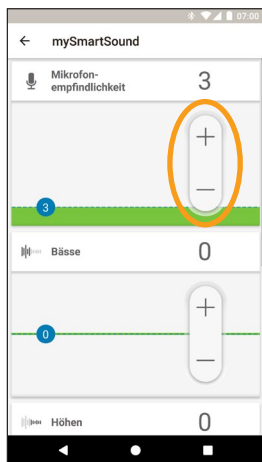 07:00
mySmartSound
Mikrofon-
empfindlichkeit
3
+
−
3
Bässe
0
+
−
0
Höhen
0